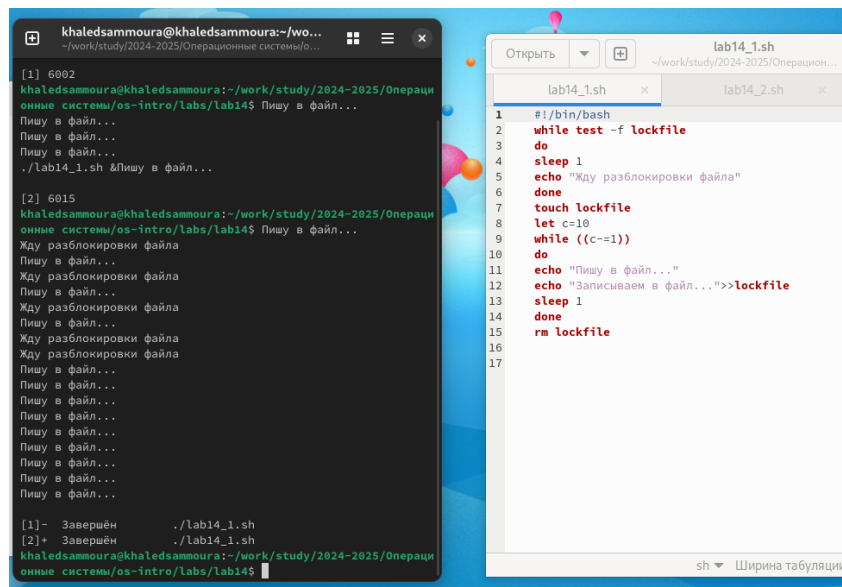 khaledsammoura@khaledsammoura:~/wo...
~/work/study/2024-2025/Операционные системы/o...
[1] 6002
khaledsammoura@khaledsammoura:~/work/study/2024-2025/Операци
онные системы/os-intro/labs/lab14$ Пишу в файл...
Пишу в файл...
Пишу в файл...
Пишу в файл...
./lab14_1.sh &Пишу в файл...
[2] 6015
khaledsammoura@khaledsammoura:~/work/study/2024-2025/Операци
онные системы/os-intro/labs/lab14$ Пишу в файл...
Жду разблокировки файла
Пишу в файл...
Жду разблокировки файла
Пишу в файл...
Жду разблокировки файла
Пишу в файл...
Жду разблокировки файла
Жду разблокировки файла
Пишу в файл...
Пишу в файл...
Пишу в файл...
Пишу в файл...
Пишу в файл...
Пишу в файл...
Пишу в файл...
Пишу в файл...
Пишу в файл...
[1]-  Завершён        ./lab14_1.sh
[2]+  Завершён        ./lab14_1.sh
khaledsammoura@khaledsammoura:~/work/study/2024-2025/Операци
онные системы/os-intro/labs/lab14$
Открыть
lab14_1.sh
~/work/study/2024-2025/Операцион...
lab14_1.sh × lab14_2.sh ×
1 #!/bin/bash
2 while test -f lockfile
3 do
4 sleep 1
5 echo "Жду разблокировки файла"
6 done
7 touch lockfile
8 let c=10
9 while ((c-=1))
10 do
11 echo "Пишу в файл..."
12 echo "Записываем в файл...">>lockfile
13 sleep 1
14 done
15 rm lockfile
16
17
sh Ширина табуляции